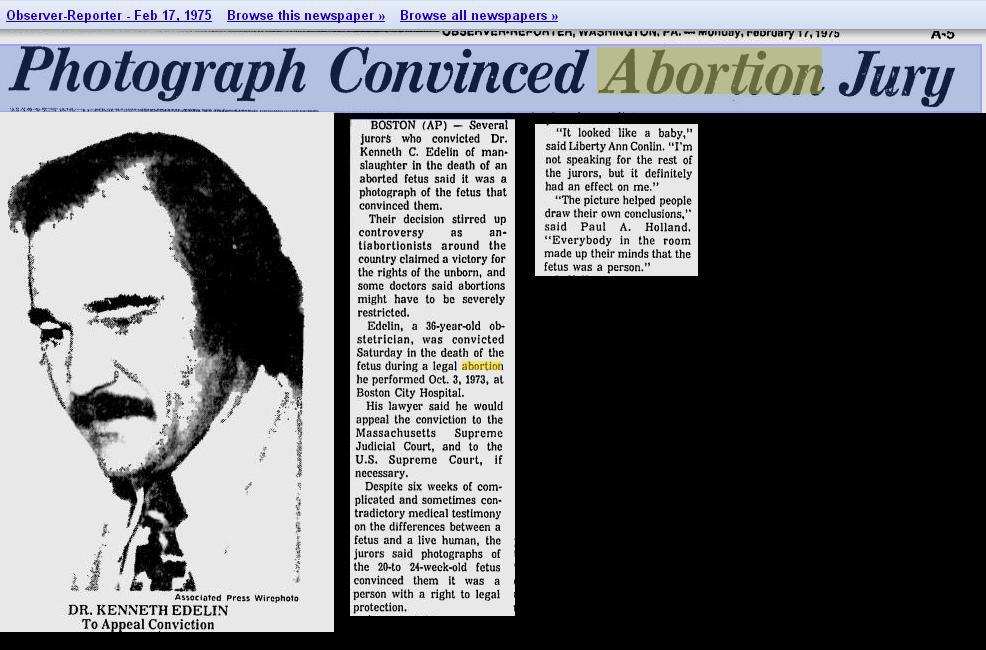 Observer-Reporter - Feb 17, 1975 Browse this newspaper » Browse all newspapers »
OBSERVER-REPORTER, WASHINGTON, PA. — Monday, February 17, 1975 A-5
Photograph Convinced Abortion Jury
BOSTON (AP) — Several
jurors who convicted Dr.
Kenneth C. Edelin of man-
slaughter in the death of an
aborted fetus said it was a
photograph of the fetus that
convinced them.
Their decision stirred up
controversy as an-
tiabortionists around the
country claimed a victory for
the rights of the unborn, and
some doctors said abortions
might have to be severely
restricted.
Edelin, a 36-year-old ob-
stetrician, was convicted
Saturday in the death of the
fetus during a legal abortion
he performed Oct. 3, 1973, at
Boston City Hospital.
His lawyer said he would
appeal the conviction to the
Massachusetts Supreme
Judicial Court, and to the
U.S. Supreme Court, if
necessary.
Despite six weeks of com-
plicated and sometimes con-
tradictory medical testimony
on the differences between a
fetus and a live human, the
jurors said photographs of
the 20-to 24-week-old fetus
convinced them it was a
person with a right to legal
protection.
"It looked like a baby,"
said Liberty Ann Conlin. "I'm
not speaking for the rest of
the jurors, but it definitely
had an effect on me."
"The picture helped people
draw their own conclusions,"
said Paul A. Holland.
"Everybody in the room
made up their minds that the
fetus was a person."
Associated Press Wirephoto
DR. KENNETH EDELIN
To Appeal Conviction